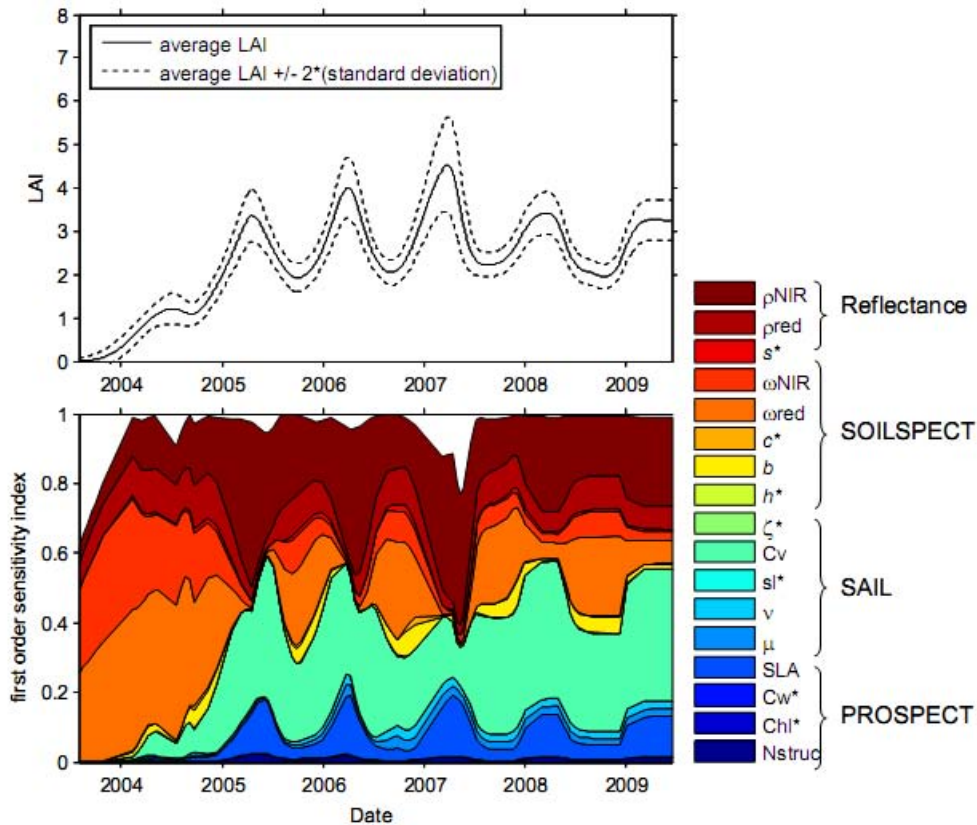 8
7
6
5
4
3
2
1
0
LAI
average LAI
average LAI +/- 2*(standard deviation)
2004 2005 2006 2007 2008 2009
1
0.8
0.6
0.4
0.2
0
first order sensitivity index
2004 2005 2006 2007 2008 2009
Date
ρNIR
ρred
s*
ωNIR
ωred
c*
b
h*
ζ*
Cv
sl*
ν
μ
SLA
Cw*
Chl*
Nstruc
Reflectance
SOILSPECT
SAIL
PROSPECT